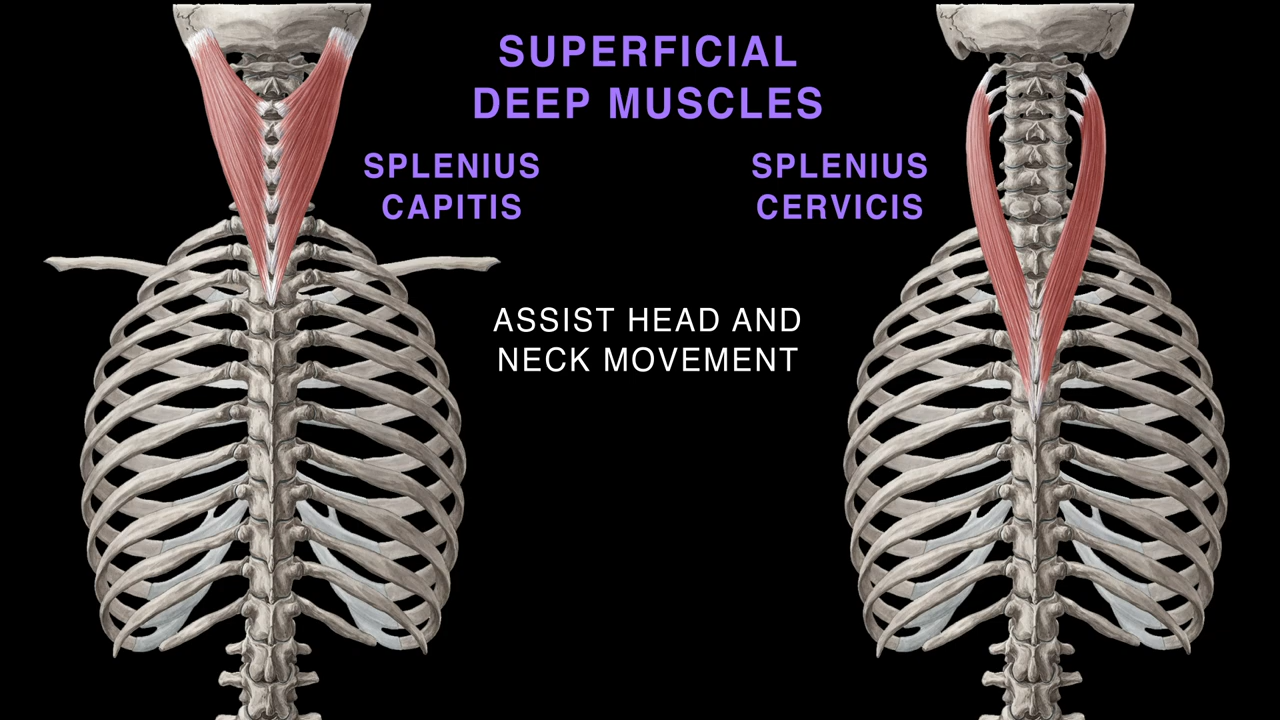 SUPERFICIAL
DEEP MUSCLES
SPLENIUS
CAPITIS
SPLENIUS
CERVICIS
ASSIST HEAD AND
NECK MOVEMENT